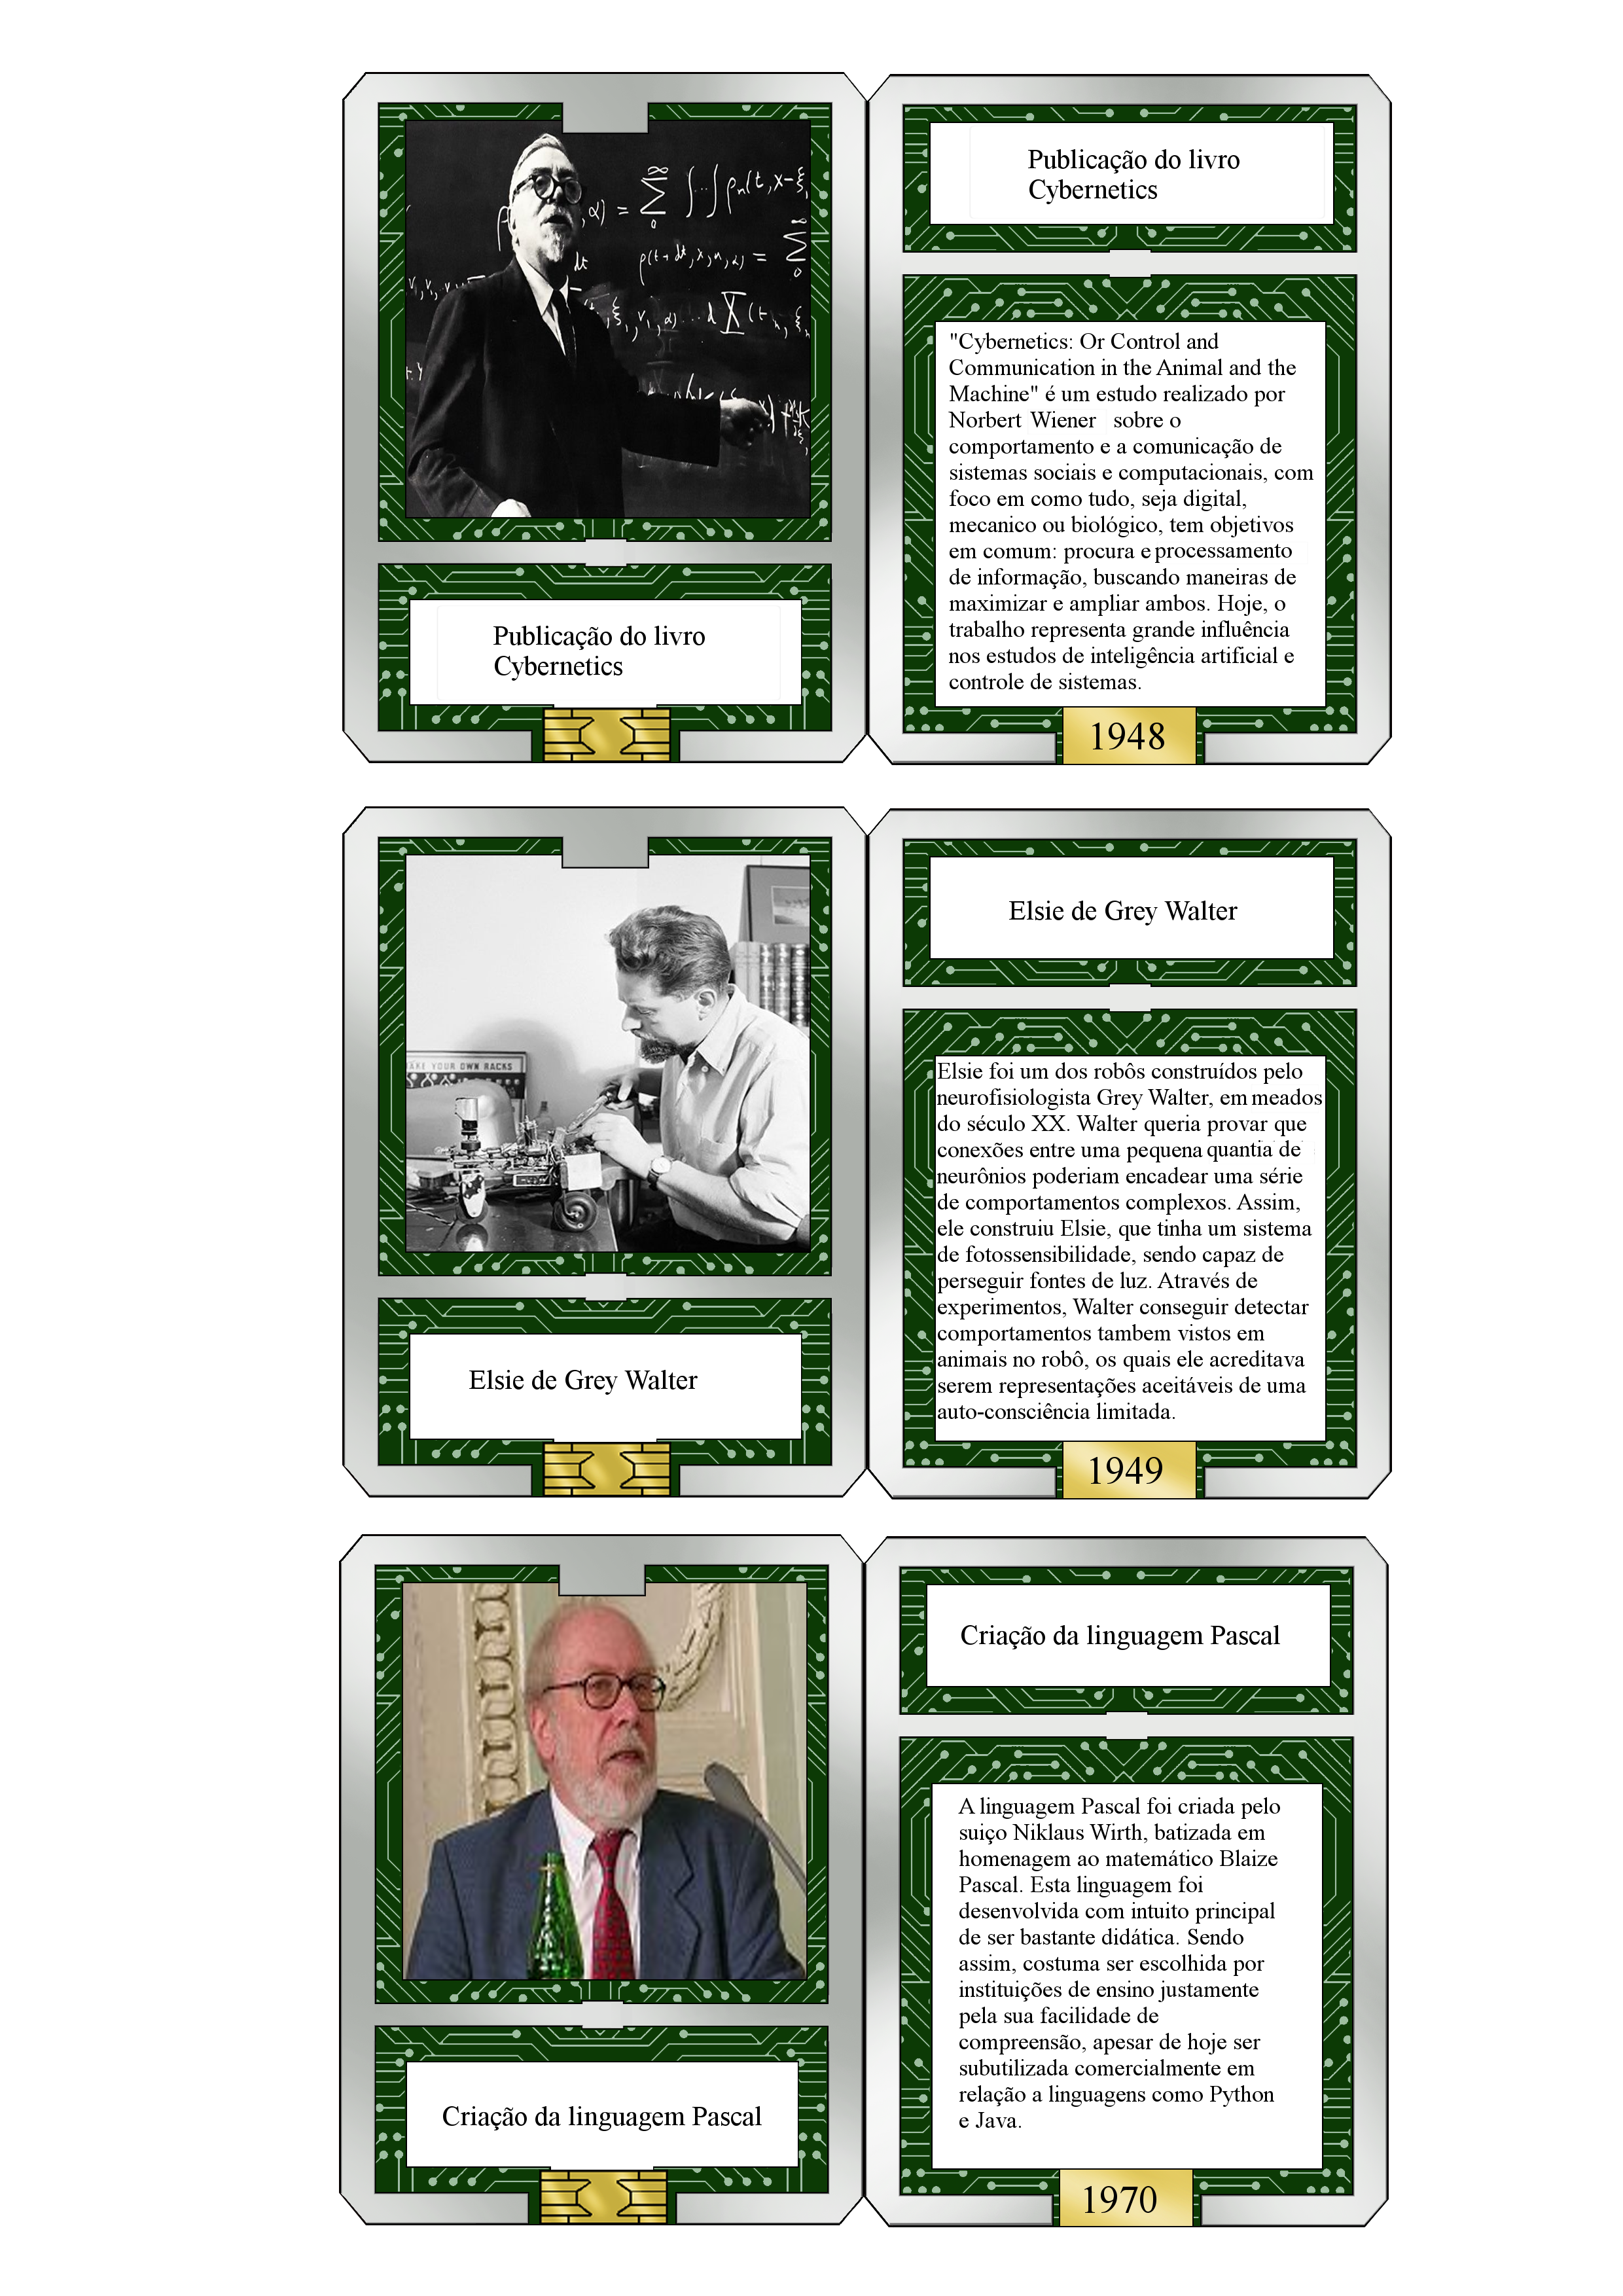 Publicação do livro
Cybernetics
Publicação do livro
Cybernetics
"Cybernetics: Or Control and
Communication in the Animal and the
Machine" é um estudo realizado por
Norbert Wiener sobre o
comportamento e a comunicação de
sistemas sociais e computacionais, com
foco em como tudo, seja digital,
mecanico ou biológico, tem objetivos
em comum: procura e processamento
de informação, buscando maneiras de
maximizar e ampliar ambos. Hoje, o
trabalho representa grande influência
nos estudos de inteligência artificial e
controle de sistemas.
1948
AKE YOUR OWN RACKS
Elsie de Grey Walter
Elsie de Grey Walter
Elsie foi um dos robôs construídos pelo
neurofisiologista Grey Walter, em meados
do século XX. Walter queria provar que
conexões entre uma pequena quantia de
neurônios poderiam encadear uma série
de comportamentos complexos. Assim,
ele construiu Elsie, que tinha um sistema
de fotossensibilidade, sendo capaz de
perseguir fontes de luz. Através de
experimentos, Walter conseguir detectar
comportamentos tambem vistos em
animais no robô, os quais ele acreditava
serem representações aceitáveis de uma
auto-consciência limitada.
1949
Criação da linguagem Pascal
Criação da linguagem Pascal
A linguagem Pascal foi criada pelo
suiço Niklaus Wirth, batizada em
homenagem ao matemático Blaize
Pascal. Esta linguagem foi
desenvolvida com intuito principal
de ser bastante didática. Sendo
assim, costuma ser escolhida por
instituições de ensino justamente
pela sua facilidade de
compreensão, apesar de hoje ser
subutilizada comercialmente em
relação a linguagens como Python
e Java.
1970